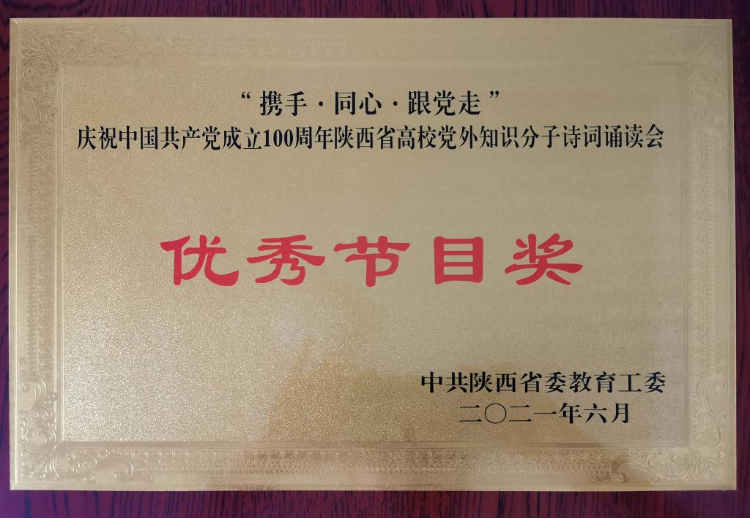 “携手·同心·跟党走”
庆祝中国共产党成立100周年陕西省高校党外知识分子诗词诵读会
优秀节目奖
中共陕西省委教育工委
二〇二一年六月